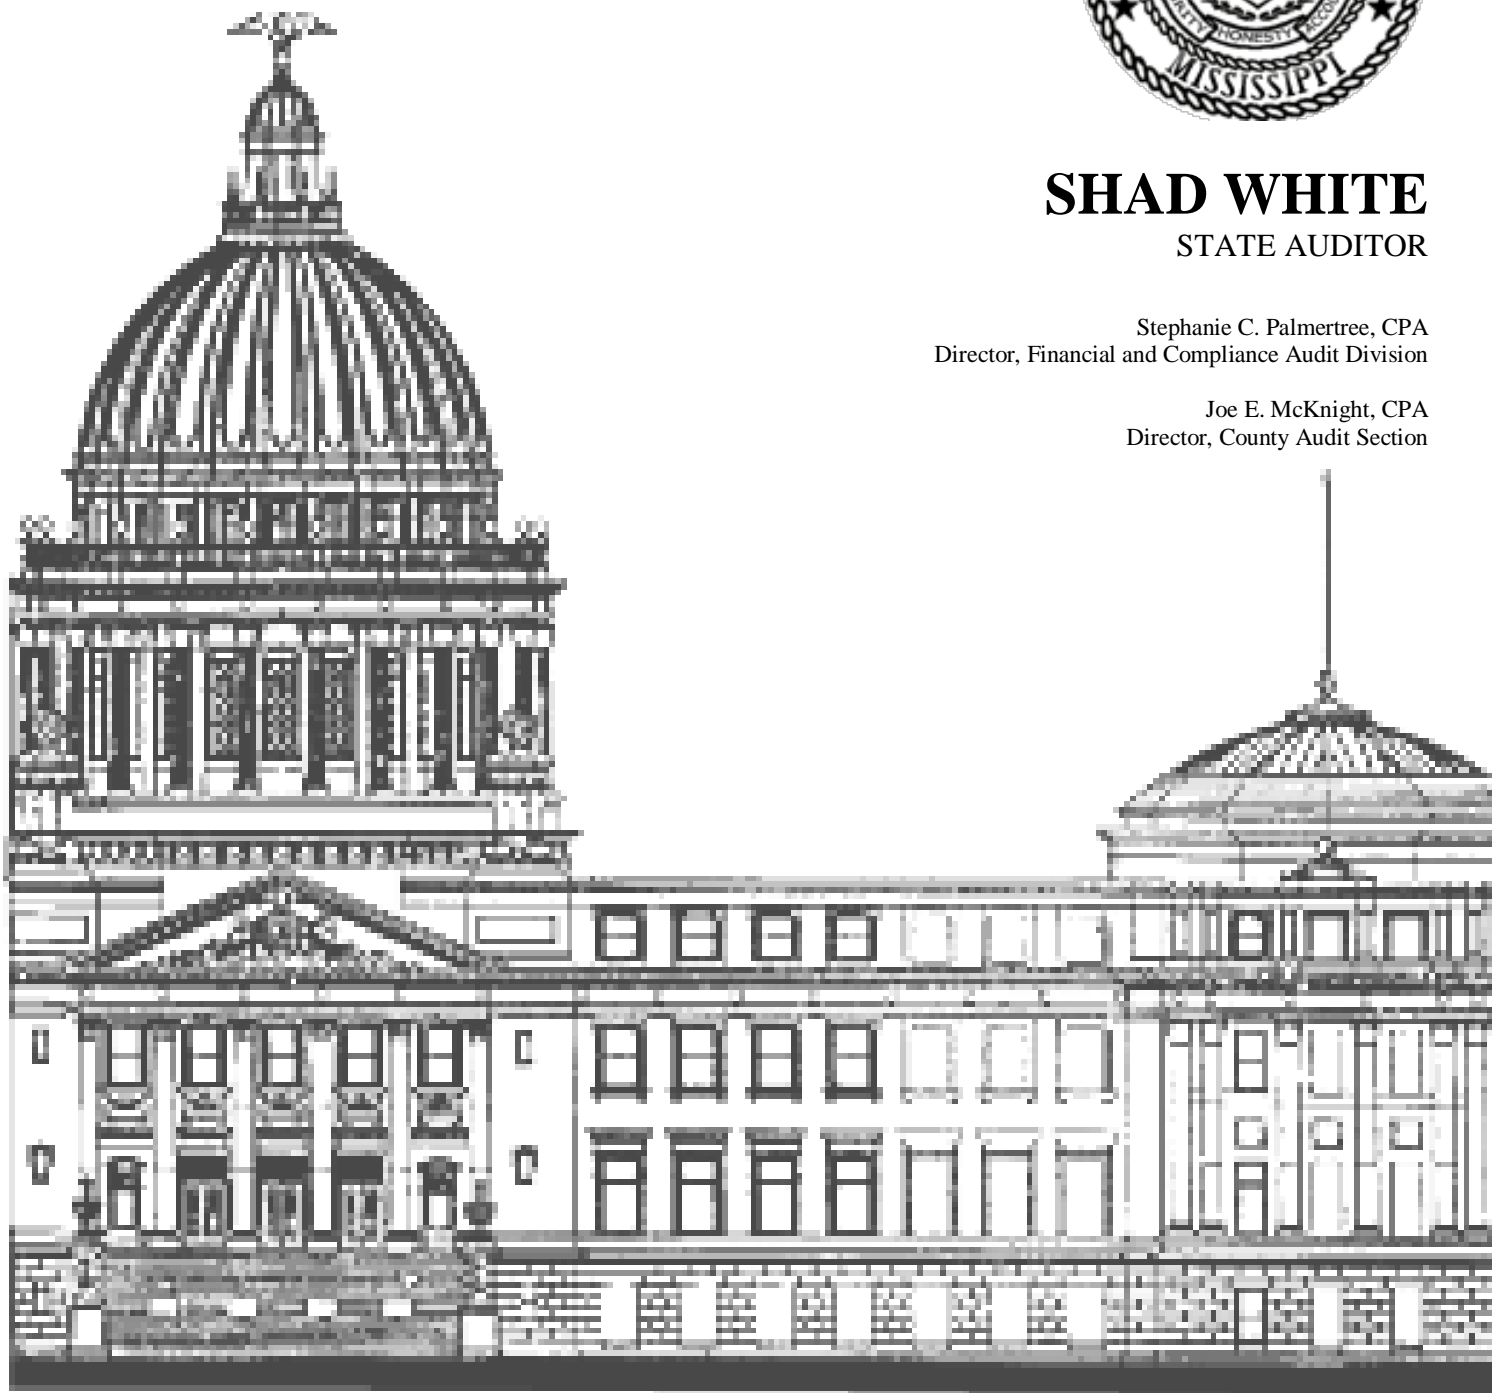 HONESTY
MISSISSIPPI
SHAD WHITE
STATE AUDITOR
Stephanie C. Palmertree, CPA
Director, Financial and Compliance Audit Division
Joe E. McKnight, CPA
Director, County Audit Section